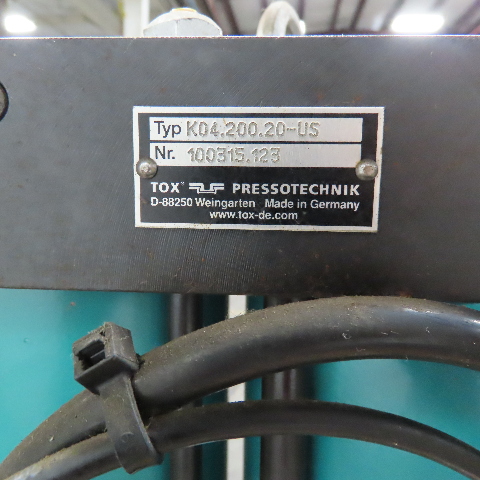 Typ K04.200.20-US
Nr. 100315.123
TOX® PRESSOTECHNIK
D-88250 Weingarten Made in Germany
www.tox-de.com